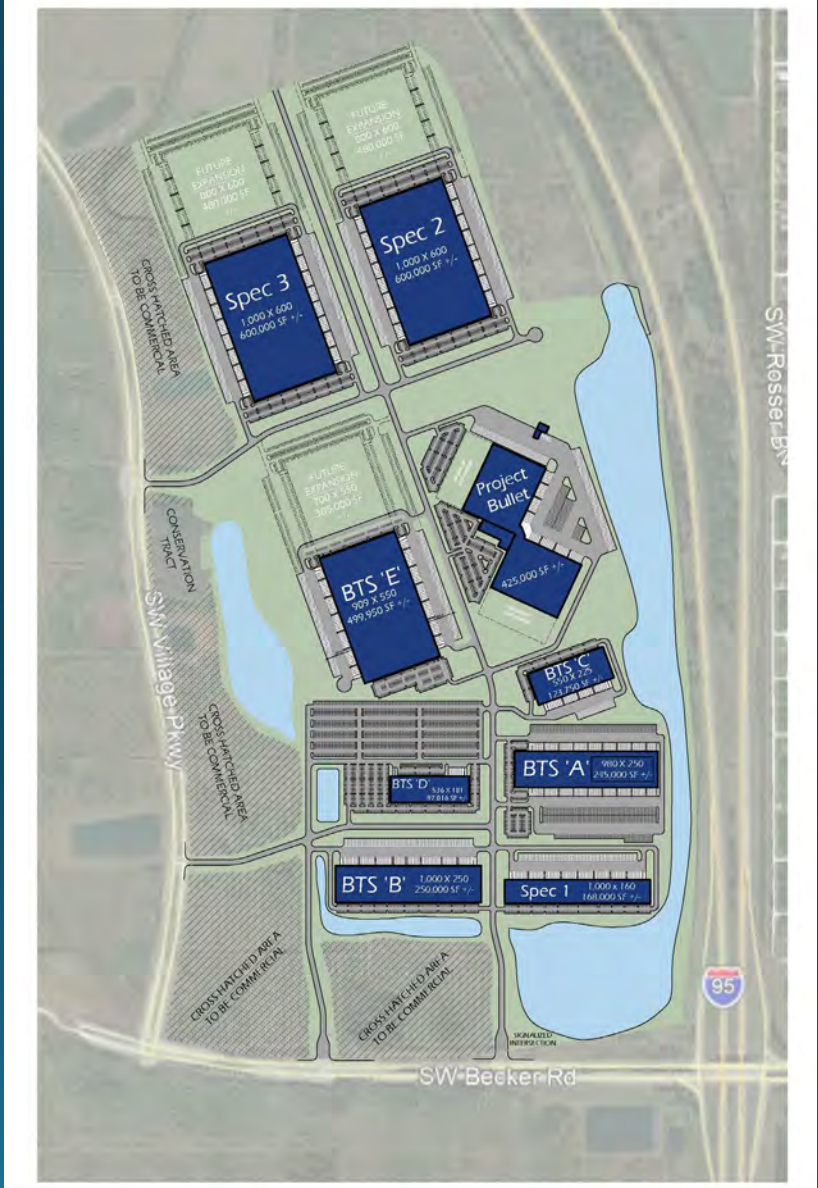 FUTURE
EXPANSION
800 X 600
480,000 SF
+/-
FUTURE
EXPANSION
800 X 600
480,000 SF
+/-
Spec 2
1,000 X 600
600,000 SF +/-
Spec 3
1,000 X 600
600,000 SF +/-
CROSS HATCHED AREA
TO BE COMMERCIAL
SW Rosser Blv
Project
Bullet
425,000 SF +/-
FUTURE
EXPANSION
700 X 550
385,000 SF
CONSERVATION
TRACT
BTS 'E'
909 X 550
499,950 SF +/-
SW Village Pkwy
BTS 'C'
550 X 225
123,750 SF +/-
CROSS HATCHED AREA
TO BE COMMERCIAL
BTS 'A'
980 X 250
245,000 SF +/-
BTS 'D'
536 X 181
97,016 SF +/-
BTS 'B'
1,000 X 250
250,000 SF +/-
Spec 1
1,000 x 160
168,000 SF +/-
CROSS HATCHED AREA
TO BE COMMERCIAL
CROSS HATCHED AREA
TO BE COMMERCIAL
SIGNALIZED
INTERSECTION
95
SW Becker Rd